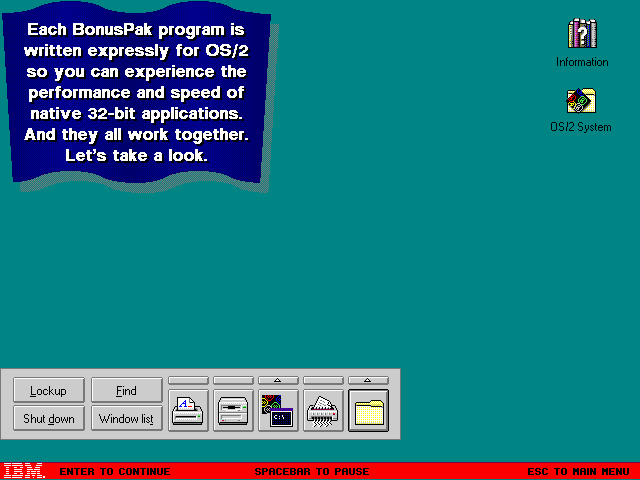 Each BonusPak program is
written expressly for OS/2
so you can experience the
performance and speed of
native 32-bit applications.
And they all work together.
Let's take a look.
Information
OS/2 System
Lockup
Find
Shut down
Window list
A
C:\
IBM.
ENTER TO CONTINUE
SPACEBAR TO PAUSE
ESC TO MAIN MENU